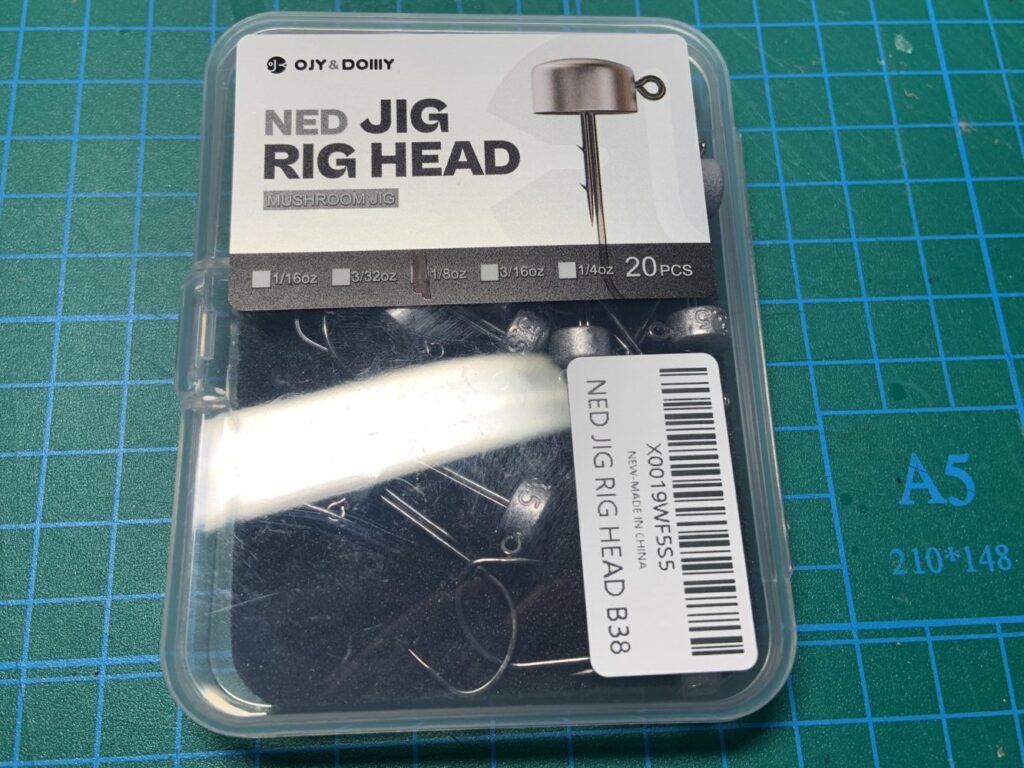 OJY & DOIIIY
NED JIG
RIG HEAD
MUSHROOM JIG
1/16oz 3/32oz 1/8oz 3/16oz 1/4oz 20PCS
5
X0019WF5S5
NEW-MADE IN CHINA
NED JIG RIG HEAD B38
A5
210*148